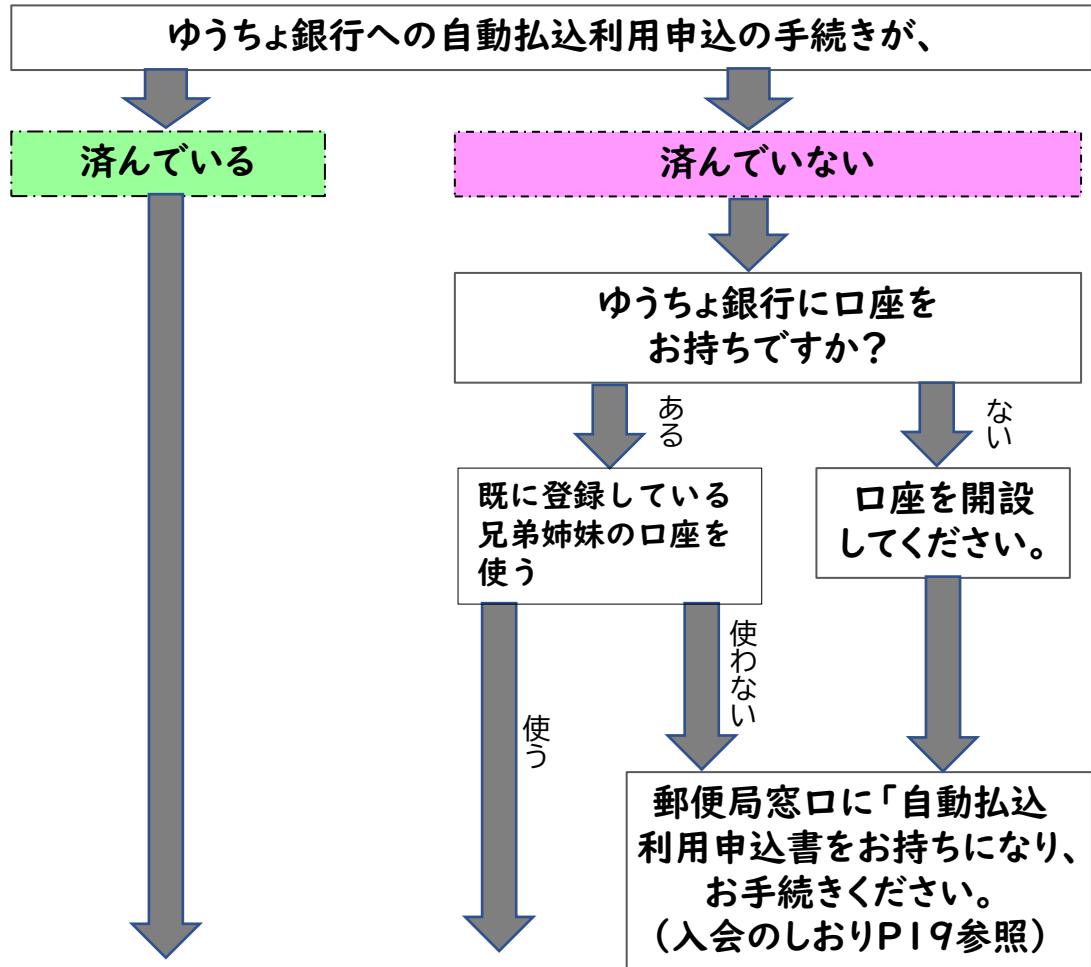 ゆうちょ銀行への自動払込利用申込の手続きが、
済んでいる
済んでいない
ゆうちょ銀行に口座を
お持ちですか？
ある
ない
既に登録している
兄弟姉妹の口座を
使う
口座を開設
してください。
使わない
使う
郵便局窓口に「自動払込
利用申込書をお持ちになり、
お手続きください。
（入会のしおりP19参照）